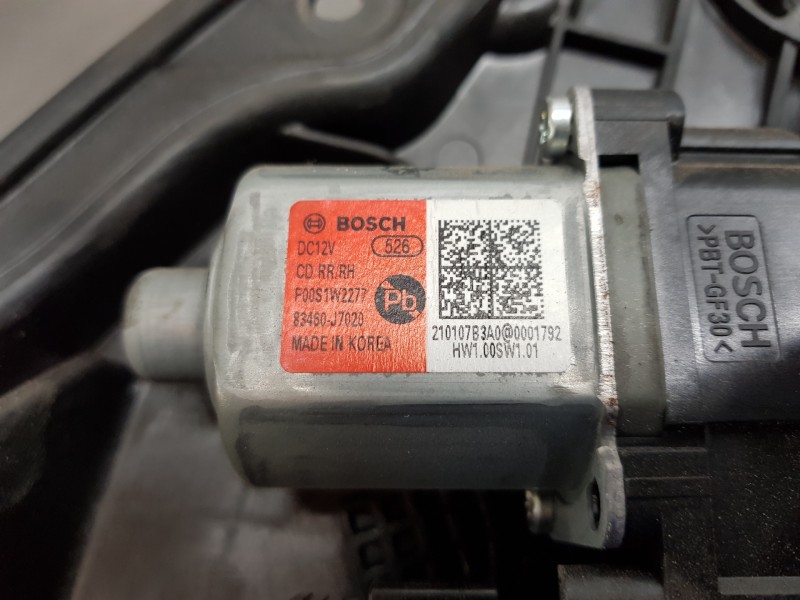 BOSCH
DC12V 526
CD RR.RH
F00S1W2277
Pb
83460-J7020
MADE IN KOREA
210107B3A0@0001792
HW1.00SW1.01
BOSCH
>PBT-GF30<